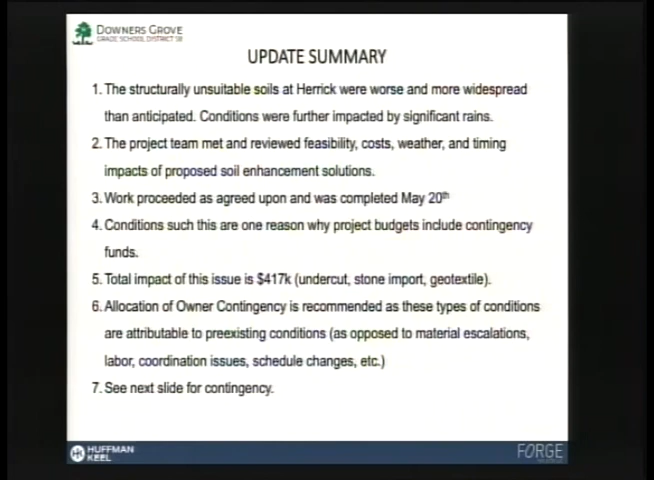 DOWNERS GROVE
GRADE SCHOOL DISTRICT 58
UPDATE SUMMARY
1. The structurally unsuitable soils at Herrick were worse and more widespread
than anticipated. Conditions were further impacted by significant rains.
2. The project team met and reviewed feasibility, costs, weather, and timing
impacts of proposed soil enhancement solutions.
3. Work proceeded as agreed upon and was completed May 20th
4. Conditions such this are one reason why project budgets include contingency
funds.
5. Total impact of this issue is $417k (undercut, stone import, geotextile).
6. Allocation of Owner Contingency is recommended as these types of conditions
are attributable to preexisting conditions (as opposed to material escalations,
labor, coordination issues, schedule changes, etc.)
7. See next slide for contingency.
HUFFMAN
KEEL
FORGE